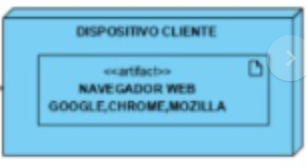 DISPOSITIVO CLIENTE
<<artifact>>
NAVEGADOR WEB
GOOGLE,CHROME,MOZILLA